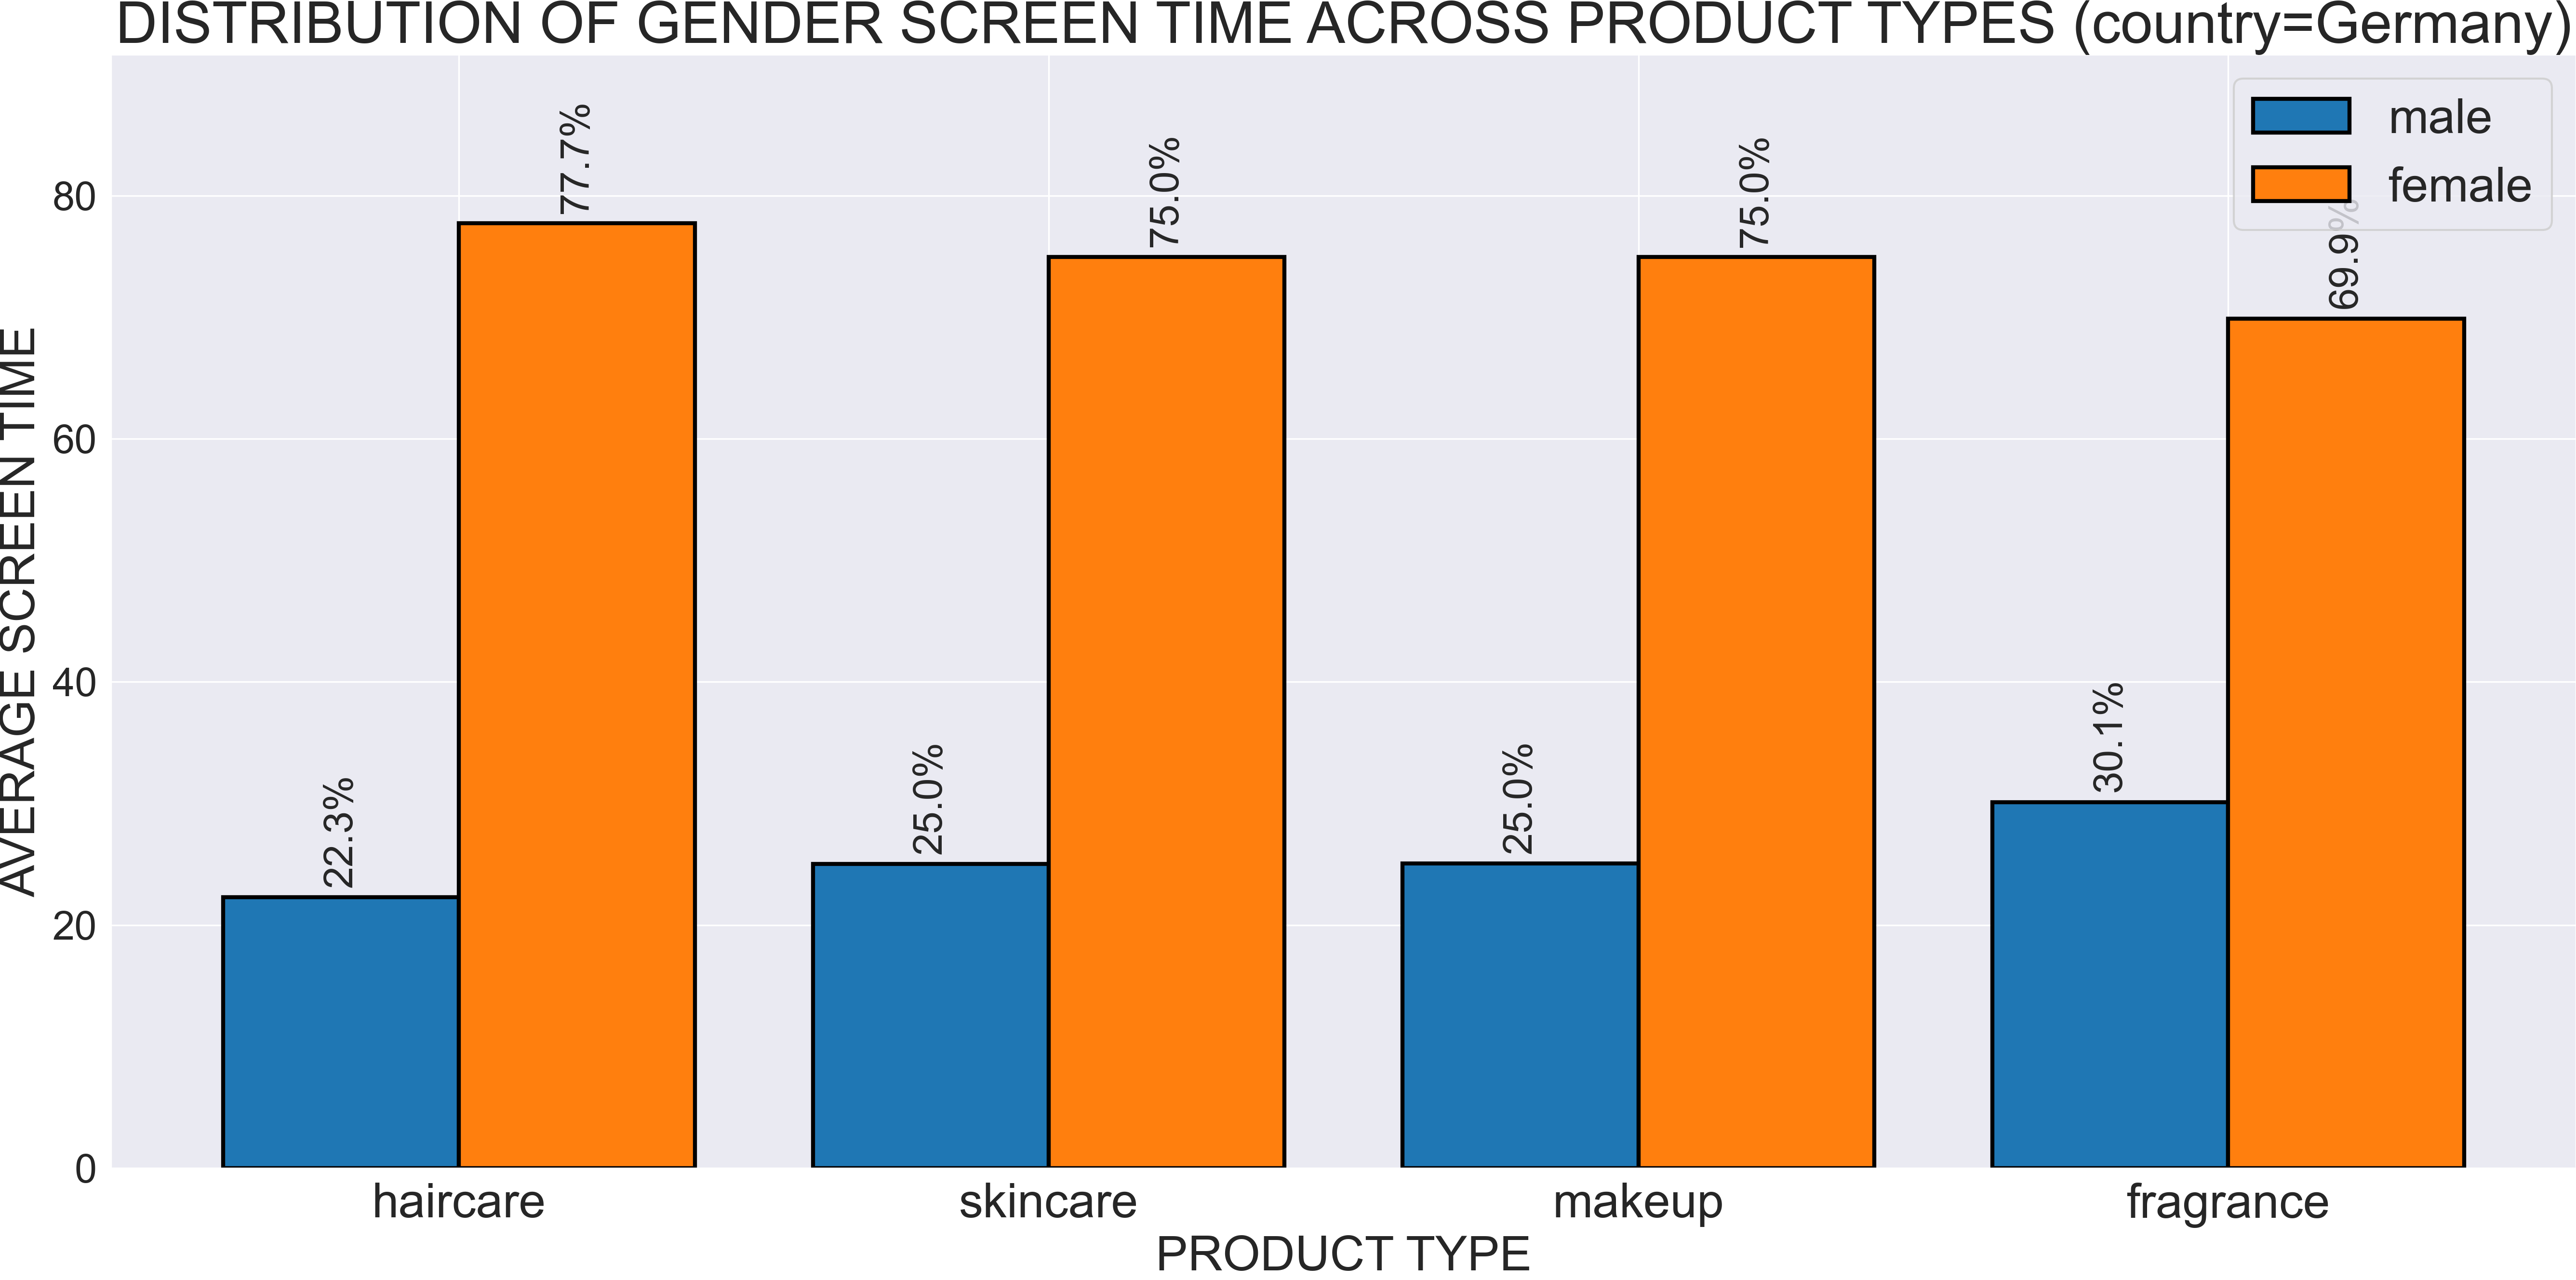 DISTRIBUTION OF GENDER SCREEN TIME ACROSS PRODUCT TYPES (country=Germany)
male
female
AVERAGE SCREEN TIME
80
60
40
20
0
22.3%
77.7%
25.0%
75.0%
25.0%
75.0%
30.1%
69.9%
haircare
skincare
makeup
fragrance
PRODUCT TYPE